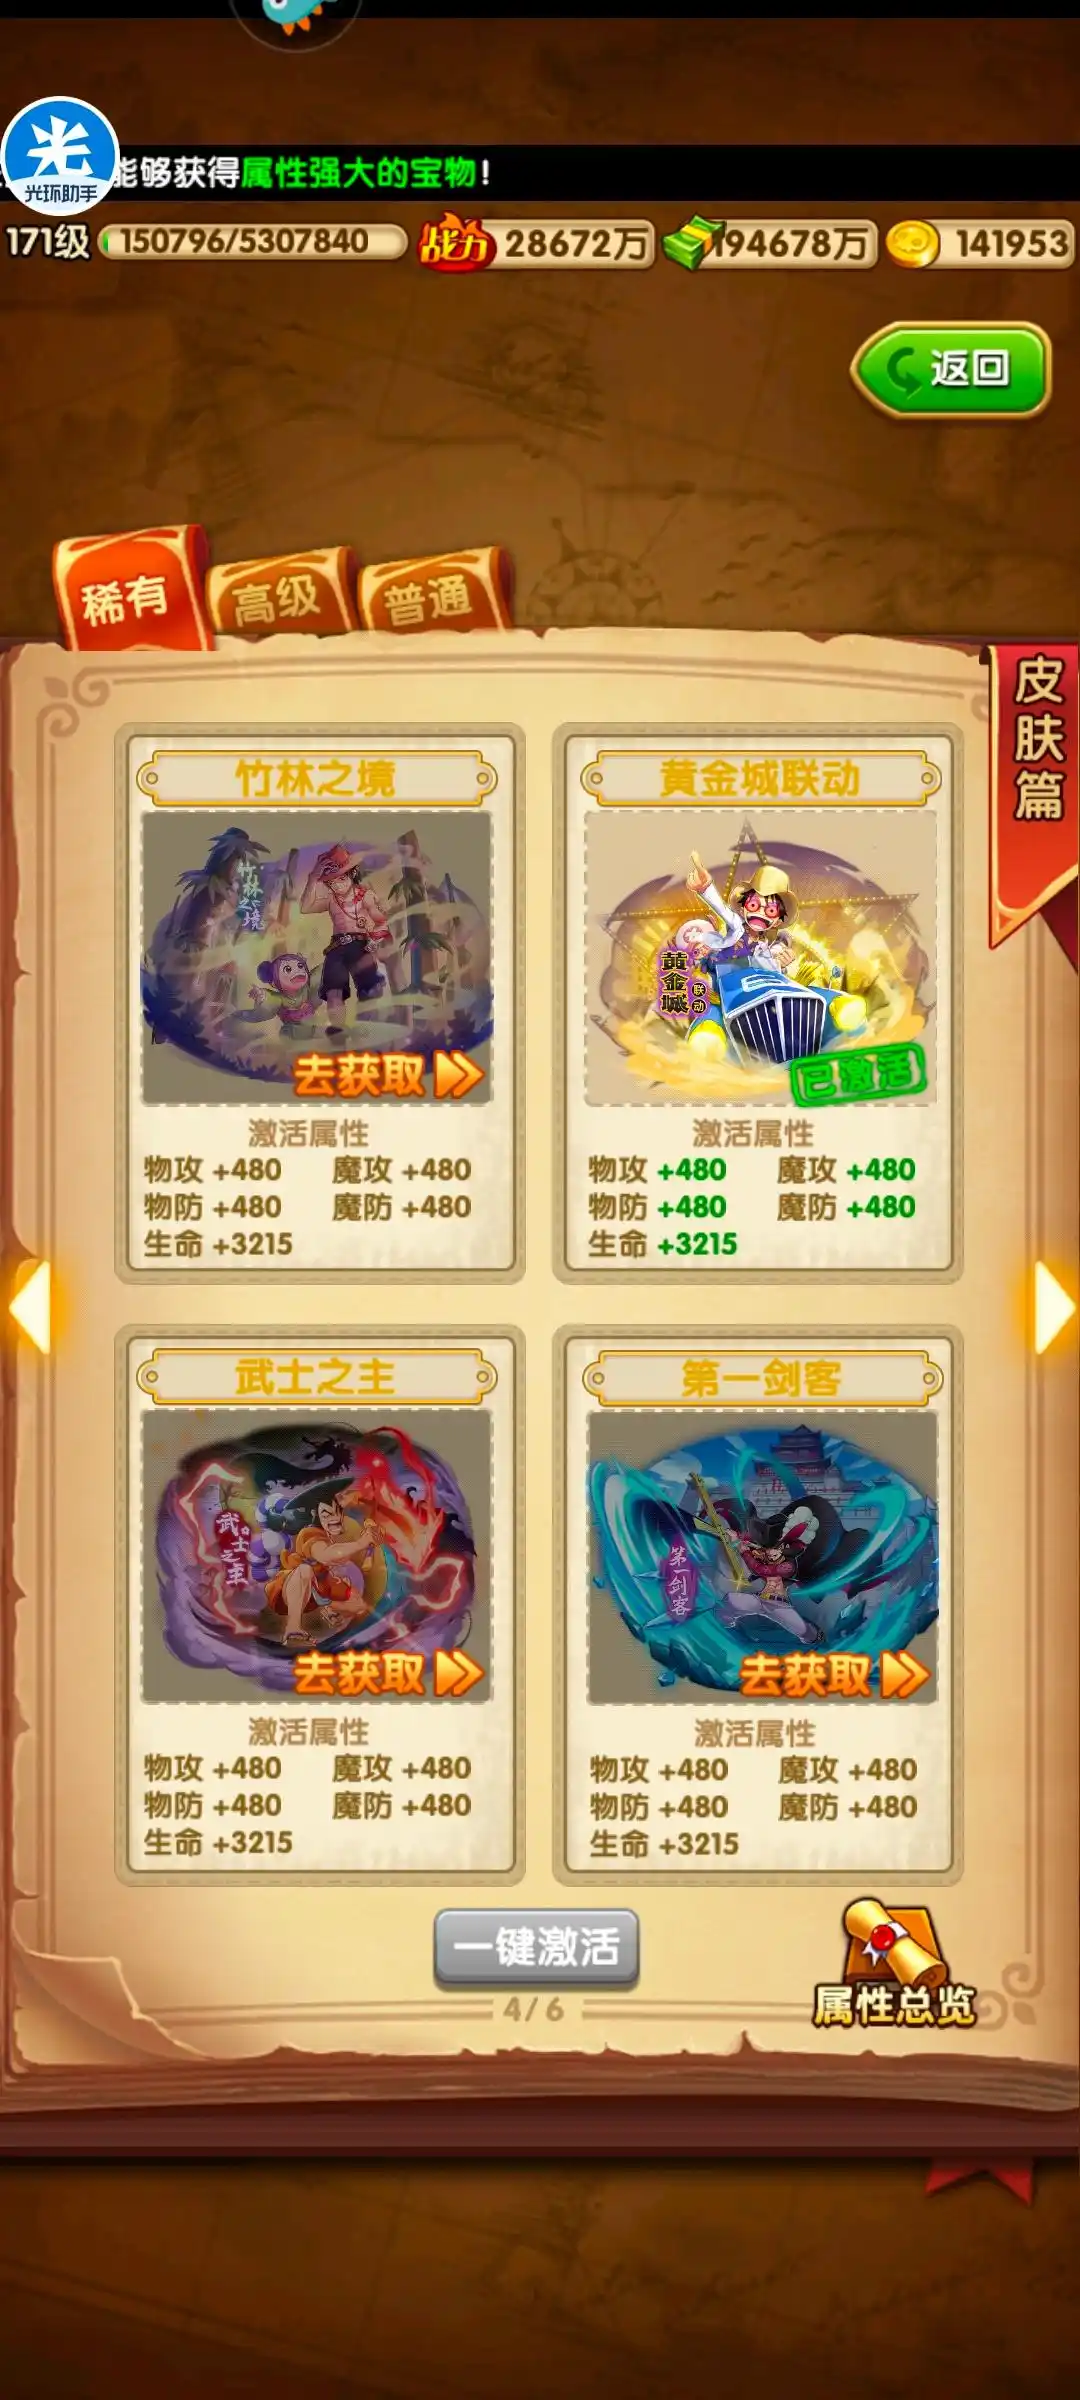 能够获得属性强大的宝物！
光
光环助手
171级 150796/5307840 战力 28672万 194678万 141953
返回
稀有 高级 普通
皮肤篇
竹林之境
竹林之境
去获取
激活属性
物攻 +480 魔攻 +480
物防 +480 魔防 +480
生命 +3215
黄金城联动
黄金城
联动
已激活
激活属性
物攻 +480 魔攻 +480
物防 +480 魔防 +480
生命 +3215
武士之主
武士之主
去获取
激活属性
物攻 +480 魔攻 +480
物防 +480 魔防 +480
生命 +3215
第一剑客
第一剑客
去获取
激活属性
物攻 +480 魔攻 +480
物防 +480 魔防 +480
生命 +3215
一键激活
4/6
属性总览